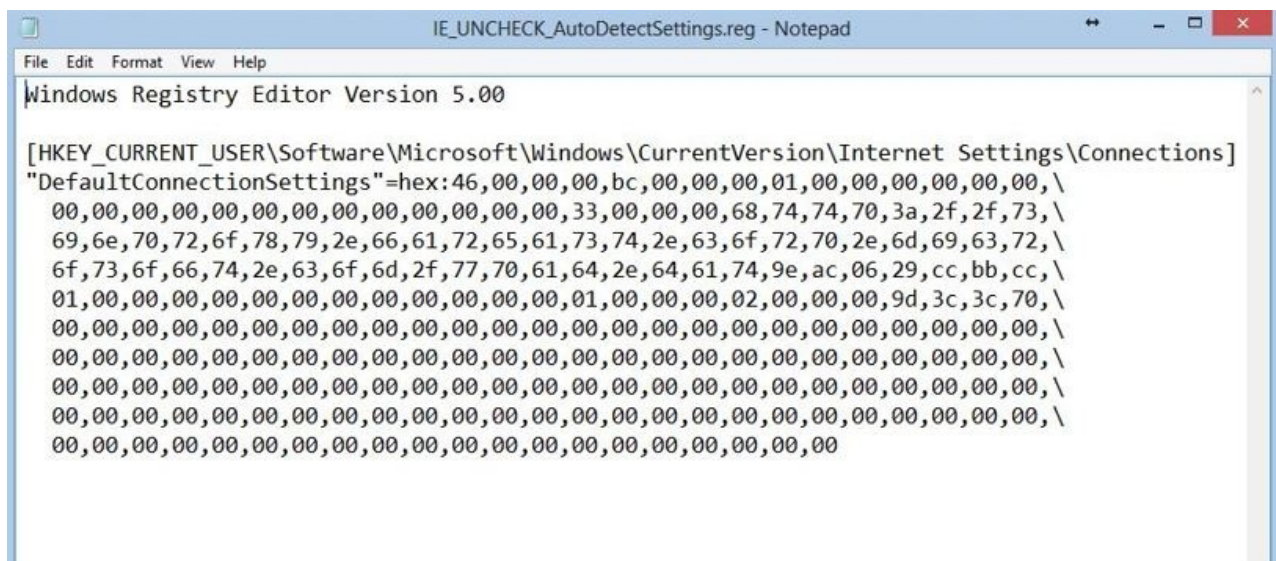 IE_UNCHECK_AutoDetectSettings.reg - Notepad
File Edit Format View Help
Windows Registry Editor Version 5.00
[HKEY_CURRENT_USER\Software\Microsoft\Windows\CurrentVersion\Internet Settings\Connections]
"DefaultConnectionSettings"=hex:46,00,00,00,bc,00,00,00,01,00,00,00,00,00,00,\
00,00,00,00,00,00,00,00,00,00,00,00,00,33,00,00,00,68,74,74,70,3a,2f,2f,73,\
69,6e,70,72,6f,78,79,2e,66,61,72,65,61,73,74,2e,63,6f,72,70,2e,6d,69,63,72,\
6f,73,6f,66,74,2e,63,6f,6d,2f,77,70,61,64,2e,64,61,74,9e,ac,06,29,cc,bb,cc,\
01,00,00,00,00,00,00,00,00,00,00,00,00,01,00,00,00,02,00,00,00,9d,3c,3c,70,\
00,00,00,00,00,00,00,00,00,00,00,00,00,00,00,00,00,00,00,00,00,00,00,00,00,\
00,00,00,00,00,00,00,00,00,00,00,00,00,00,00,00,00,00,00,00,00,00,00,00,00,\
00,00,00,00,00,00,00,00,00,00,00,00,00,00,00,00,00,00,00,00,00,00,00,00,00,\
00,00,00,00,00,00,00,00,00,00,00,00,00,00,00,00,00,00,00,00,00,00,00,00,00,\
00,00,00,00,00,00,00,00,00,00,00,00,00,00,00,00,00,00,00,00